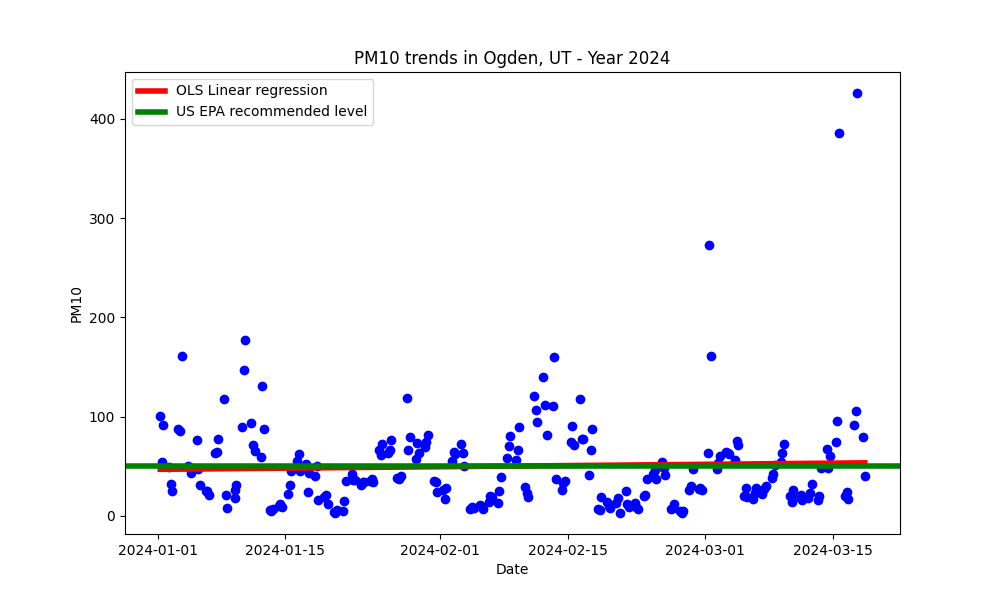 PM10 trends in Ogden, UT - Year 2024
OLS Linear regression
US EPA recommended level
400
300
200
100
0
PM10
2024-01-01 2024-01-15 2024-02-01 2024-02-15 2024-03-01 2024-03-15
Date